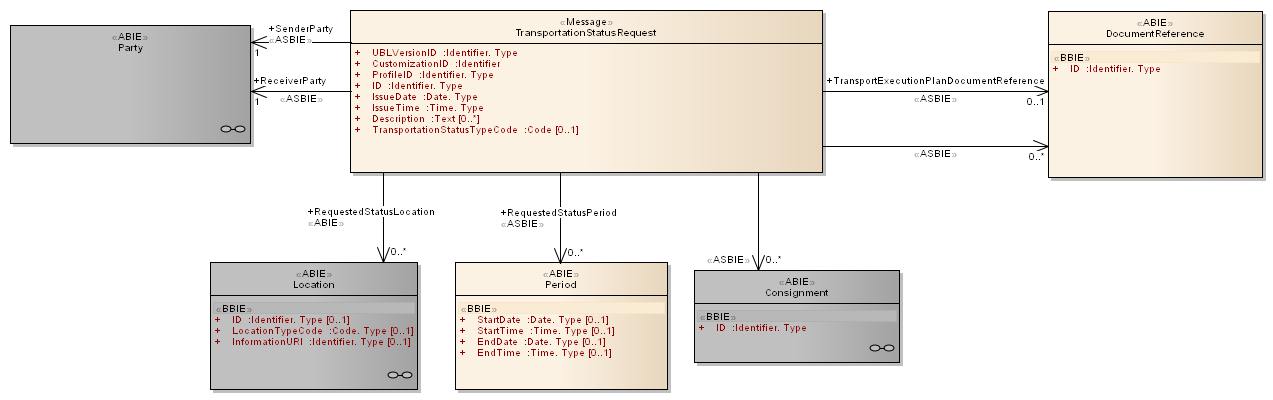 «ABIE»
Party
+SenderParty
«ASBIE»
1
+ReceiverParty
1
«ASBIE»
«Message»
TransportationStatusRequest
+ UBLVersionID :Identifier. Type
+ CustomizationID :Identifier
+ ProfileID :Identifier. Type
+ ID :Identifier. Type
+ IssueDate :Date. Type
+ IssueTime :Time. Type
+ Description :Text [0..*]
+ TransportationStatusTypeCode :Code [0..1]
+TransportExecutionPlanDocumentReference
«ASBIE»
0..1
«ASBIE»
0..*
«ABIE»
DocumentReference
«BBIE»
+ ID :Identifier. Type
+RequestedStatusLocation
«ABIE»
0..*
+RequestedStatusPeriod
«ASBIE»
0..*
«ASBIE»
0..*
«ABIE»
Location
«BBIE»
+ ID :Identifier. Type [0..1]
+ LocationTypeCode :Code. Type [0..1]
+ InformationURI :Identifier. Type [0..1]
«ABIE»
Period
«BBIE»
+ StartDate :Date. Type [0..1]
+ StartTime :Time. Type [0..1]
+ EndDate :Date. Type [0..1]
+ EndTime :Time. Type [0..1]
«ABIE»
Consignment
«BBIE»
+ ID :Identifier. Type